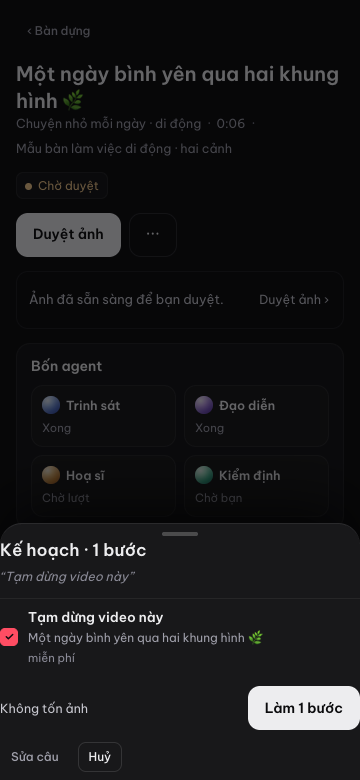 ‹ Bàn dựng
Một ngày bình yên qua hai khung
hình 🌿
Chuyện nhỏ mỗi ngày · di động · 0:06 ·
Mẫu bàn làm việc di động · hai cảnh
Chờ duyệt
Duyệt ảnh
···
Ảnh đã sẵn sàng để bạn duyệt.
Duyệt ảnh ›
Bốn agent
Trinh sát
Đạo diễn
Xong
Xong
Hoạ sĩ
Kiểm định
Chờ lượt
Chờ bạn
Kế hoạch · 1 bước
“Tạm dừng video này”
Tạm dừng video này
Một ngày bình yên qua hai khung hình 🌿
miễn phí
Không tốn ảnh
Làm 1 bước
Sửa câu
Huỷ